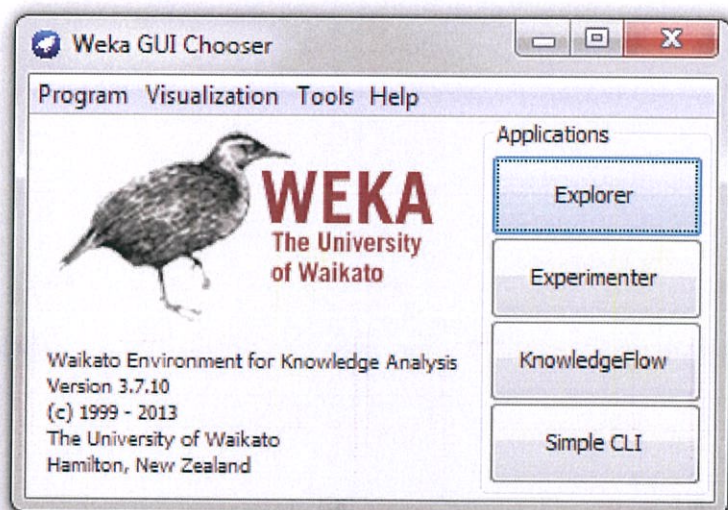 Weka GUI Chooser
Program Visualization Tools Help
WEKA
The University
of Waikato
Waikato Environment for Knowledge Analysis
Version 3.7.10
(c) 1999 - 2013
The University of Waikato
Hamilton, New Zealand
Applications
Explorer
Experimenter
KnowledgeFlow
Simple CLI